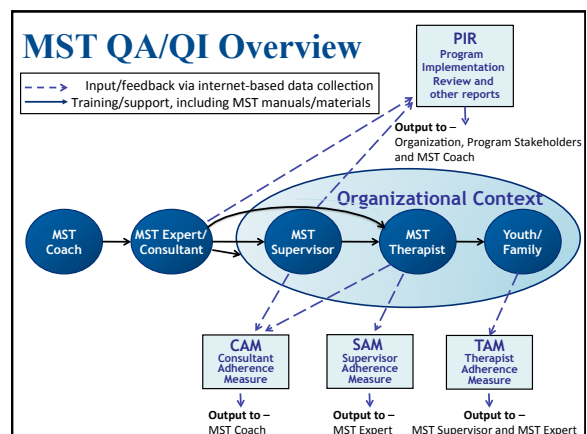 MST QA/QI Overview
Input/feedback via internet-based data collection
Training/support, including MST manuals/materials
PIR
Program
Implementation
Review and
other reports
Output to –
Organization, Program Stakeholders
and MST Coach
Organizational Context
MST
Coach
MST Expert/
Consultant
MST
Supervisor
MST
Therapist
Youth/
Family
CAM
Consultant
Adherence
Measure
SAM
Supervisor
Adherence
Measure
TAM
Therapist
Adherence
Measure
Output to –
MST Coach
Output to –
MST Expert
Output to –
MST Supervisor and MST Expert